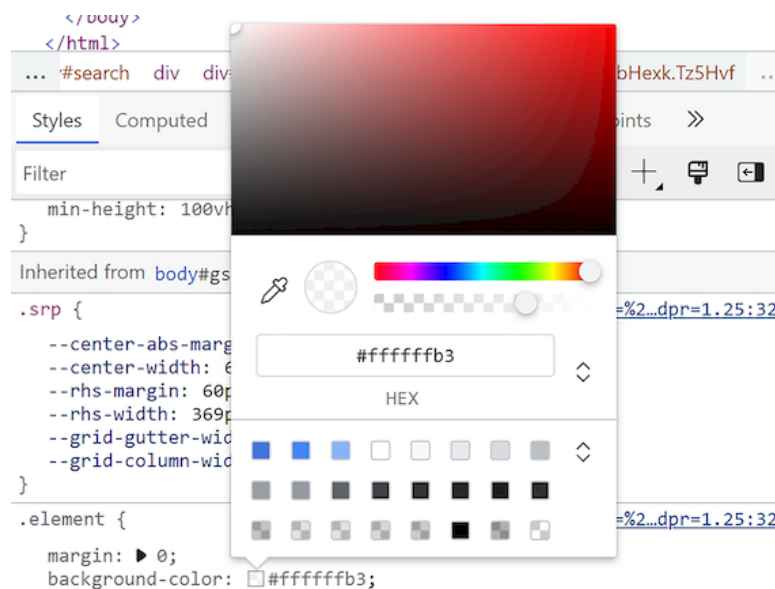 </body>
</html>
... #search div div bHexk.Tz5Hvf ...
Styles Computed oints
Filter
min-height: 100vh
}
Inherited from body#gs
.srp { =%2…dpr=1.25:32
--center-abs-marg
--center-width: 6
--rhs-margin: 60p
--rhs-width: 369p
--grid-gutter-wid
--grid-column-wid
}
.element { =%2…dpr=1.25:32
margin: 0;
background-color: #ffffffb3;
#ffffffb3
HEX